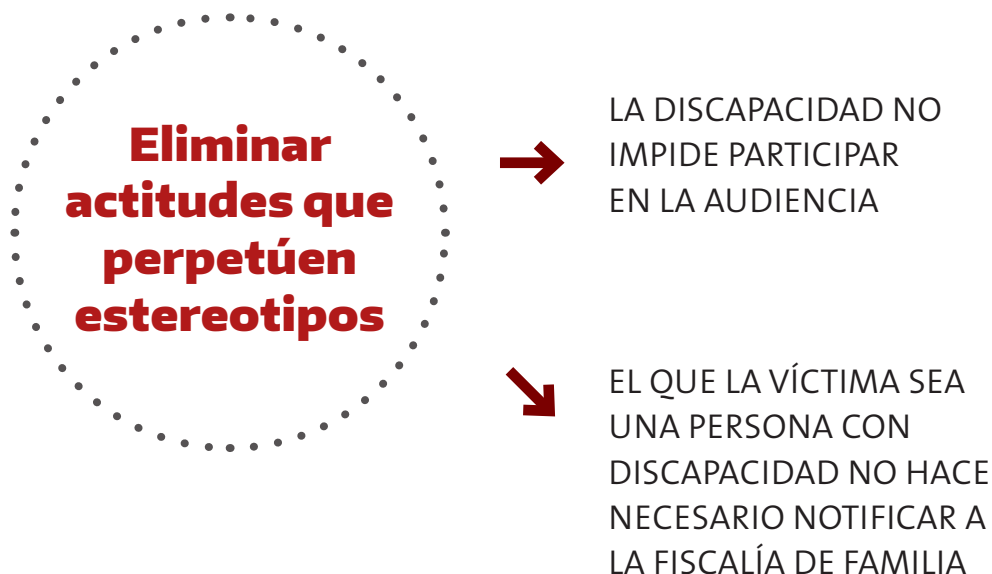 Eliminar
actitudes que
perpetúen
estereotipos
LA DISCAPACIDAD NO
IMPIDE PARTICIPAR
EN LA AUDIENCIA
EL QUE LA VÍCTIMA SEA
UNA PERSONA CON
DISCAPACIDAD NO HACE
NECESARIO NOTIFICAR A
LA FISCALÍA DE FAMILIA